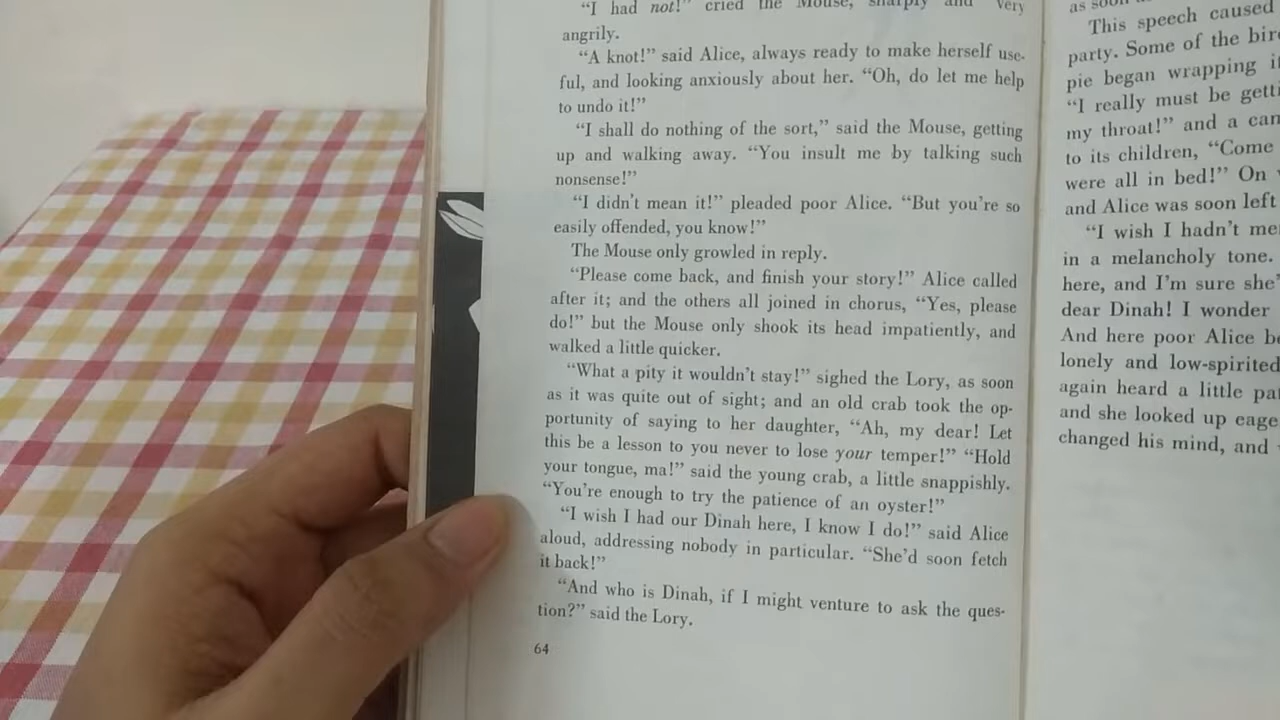 “I had not!” cried the Mouse, sharply and very
angrily.
“A knot!” said Alice, always ready to make herself use-
ful, and looking anxiously about her. “Oh, do let me help
to undo it!”
“I shall do nothing of the sort,” said the Mouse, getting
up and walking away. “You insult me by talking such
nonsense!”
“I didn't mean it!” pleaded poor Alice. “But you're so
easily offended, you know!”
The Mouse only growled in reply.
“Please come back, and finish your story!” Alice called
after it; and the others all joined in chorus, “Yes, please
do!” but the Mouse only shook its head impatiently, and
walked a little quicker.
“What a pity it wouldn't stay!” sighed the Lory, as soon
as it was quite out of sight; and an old crab took the op-
portunity of saying to her daughter, “Ah, my dear! Let
this be a lesson to you never to lose your temper!” “Hold
your tongue, ma!” said the young crab, a little snappishly.
“You're enough to try the patience of an oyster!”
“I wish I had our Dinah here, I know I do!” said Alice
aloud, addressing nobody in particular. “She'd soon fetch
it back!”
“And who is Dinah, if I might venture to ask the ques-
tion?” said the Lory.
64
as soon
This speech caused
party. Some of the
pie began wrapping
“I really must be
my throat!” and a
to its children, “Come
were all in bed!” On
and Alice was soon left
“I wish I hadn't
in a melancholy tone.
here, and I'm sure
dear Dinah! I wonder
And here poor Alice
lonely and low-spirited
again heard a little
and she looked up
changed his mind, and